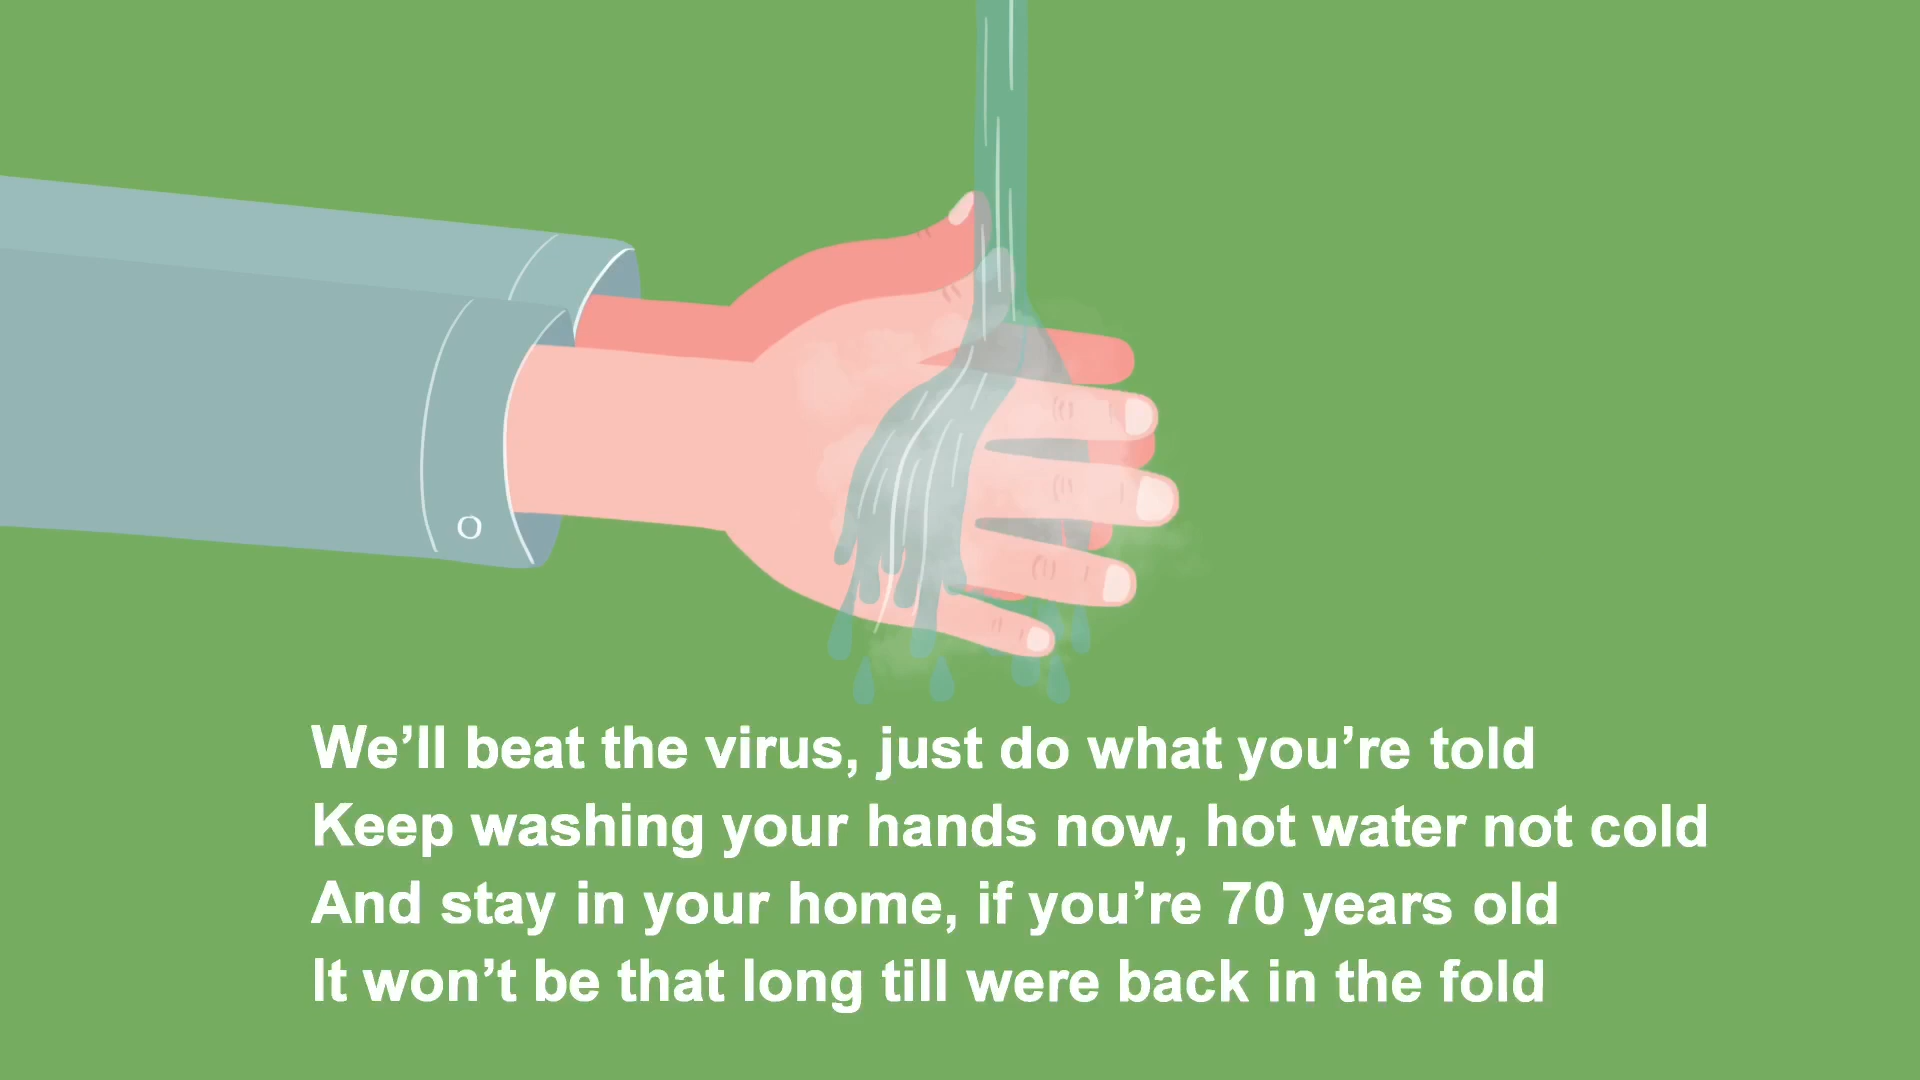 We’ll beat the virus, just do what you’re told
Keep washing your hands now, hot water not cold
And stay in your home, if you’re 70 years old
It won’t be that long till were back in the fold